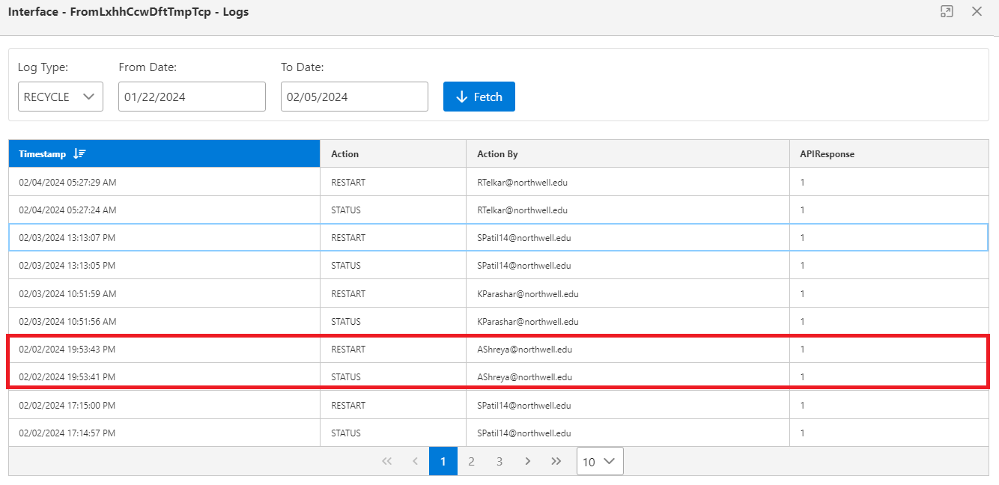 Interface - FromLxhhCcwDftTmpTcp - Logs
Log Type: From Date: To Date:
RECYCLE 01/22/2024 02/05/2024 Fetch
Timestamp Action Action By APIResponse
02/04/2024 05:27:29 AM RESTART RTelkar@northwell.edu 1
02/04/2024 05:27:24 AM STATUS RTelkar@northwell.edu 1
02/03/2024 13:13:07 PM RESTART SPatil14@northwell.edu 1
02/03/2024 13:13:05 PM STATUS SPatil14@northwell.edu 1
02/03/2024 10:51:59 AM RESTART KParashar@northwell.edu 1
02/03/2024 10:51:56 AM STATUS KParashar@northwell.edu 1
02/02/2024 19:53:43 PM RESTART AShreya@northwell.edu 1
02/02/2024 19:53:41 PM STATUS AShreya@northwell.edu 1
02/02/2024 17:15:00 PM RESTART SPatil14@northwell.edu 1
02/02/2024 17:14:57 PM STATUS SPatil14@northwell.edu 1
1 2 3 10